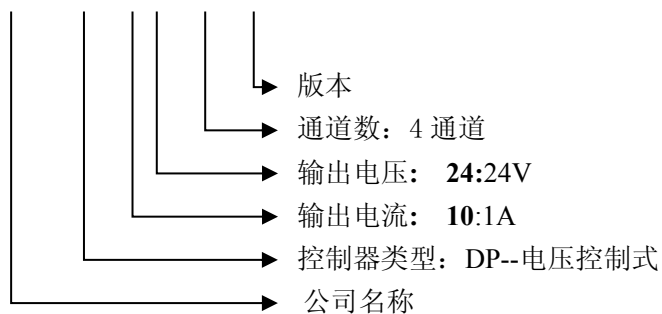 版本
通道数：4 通道
输出电压： 24:24V
输出电流： 10:1A
控制器类型：DP--电压控制式
公司名称